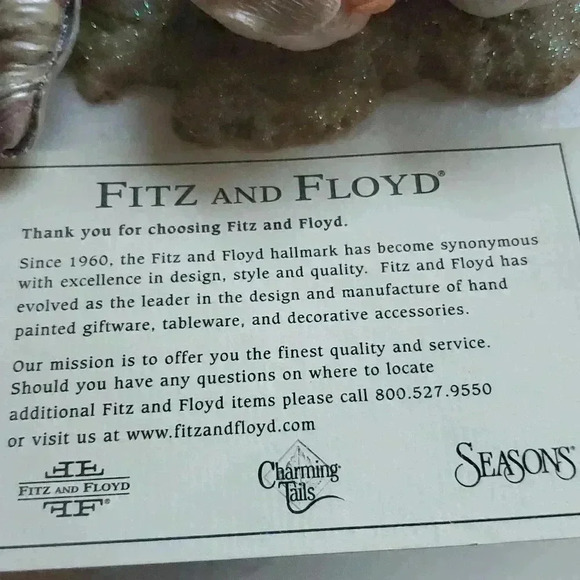 FITZ AND FLOYD®
Thank you for choosing Fitz and Floyd.
Since 1960, the Fitz and Floyd hallmark has become synonymous
with excellence in design, style and quality. Fitz and Floyd has
evolved as the leader in the design and manufacture of hand
painted giftware, tableware, and decorative accessories.
Our mission is to offer you the finest quality and service.
Should you have any questions on where to locate
additional Fitz and Floyd items please call 800.527.9550
or visit us at www.fitzandfloyd.com
FF
FITZ AND FLOYD
FF®
Charming
Tails
SEASONS